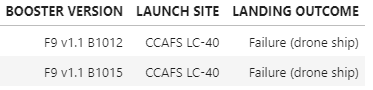 BOOSTER VERSION LAUNCH SITE LANDING OUTCOME
F9 v1.1 B1012 CCAFS LC-40 Failure (drone ship)
F9 v1.1 B1015 CCAFS LC-40 Failure (drone ship)